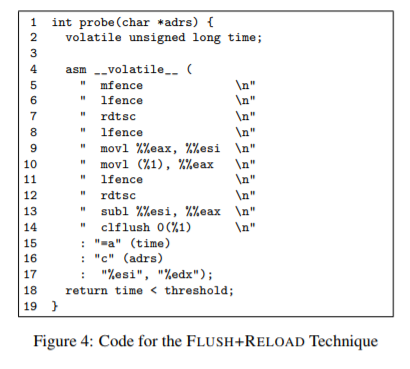 1 int probe(char *adrs) {
2 volatile unsigned long time;
3
4 asm __volatile__ (
5 " mfence \n"
6 " lfence \n"
7 " rdtsc \n"
8 " lfence \n"
9 " movl %%eax, %%esi \n"
10 " movl (%1), %%eax \n"
11 " lfence \n"
12 " rdtsc \n"
13 " subl %%esi, %%eax \n"
14 " clflush 0(%1) \n"
15 : "=a" (time)
16 : "c" (adrs)
17 : "%esi", "%edx");
18 return time < threshold;
19 }
Figure 4: Code for the FLUSH+RELOAD Technique